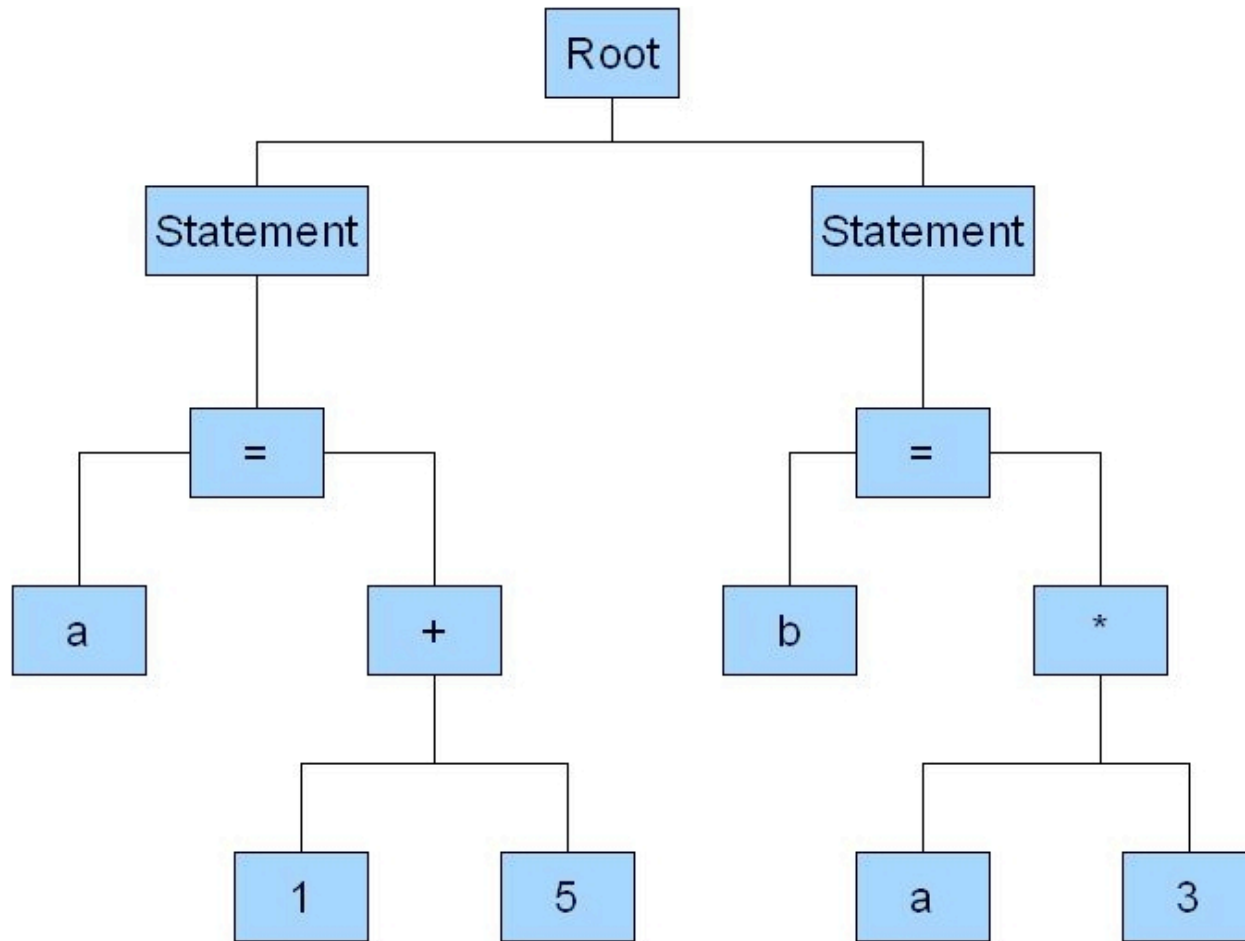 Root
Statement Statement
= =
a + b *
1 5 a 3